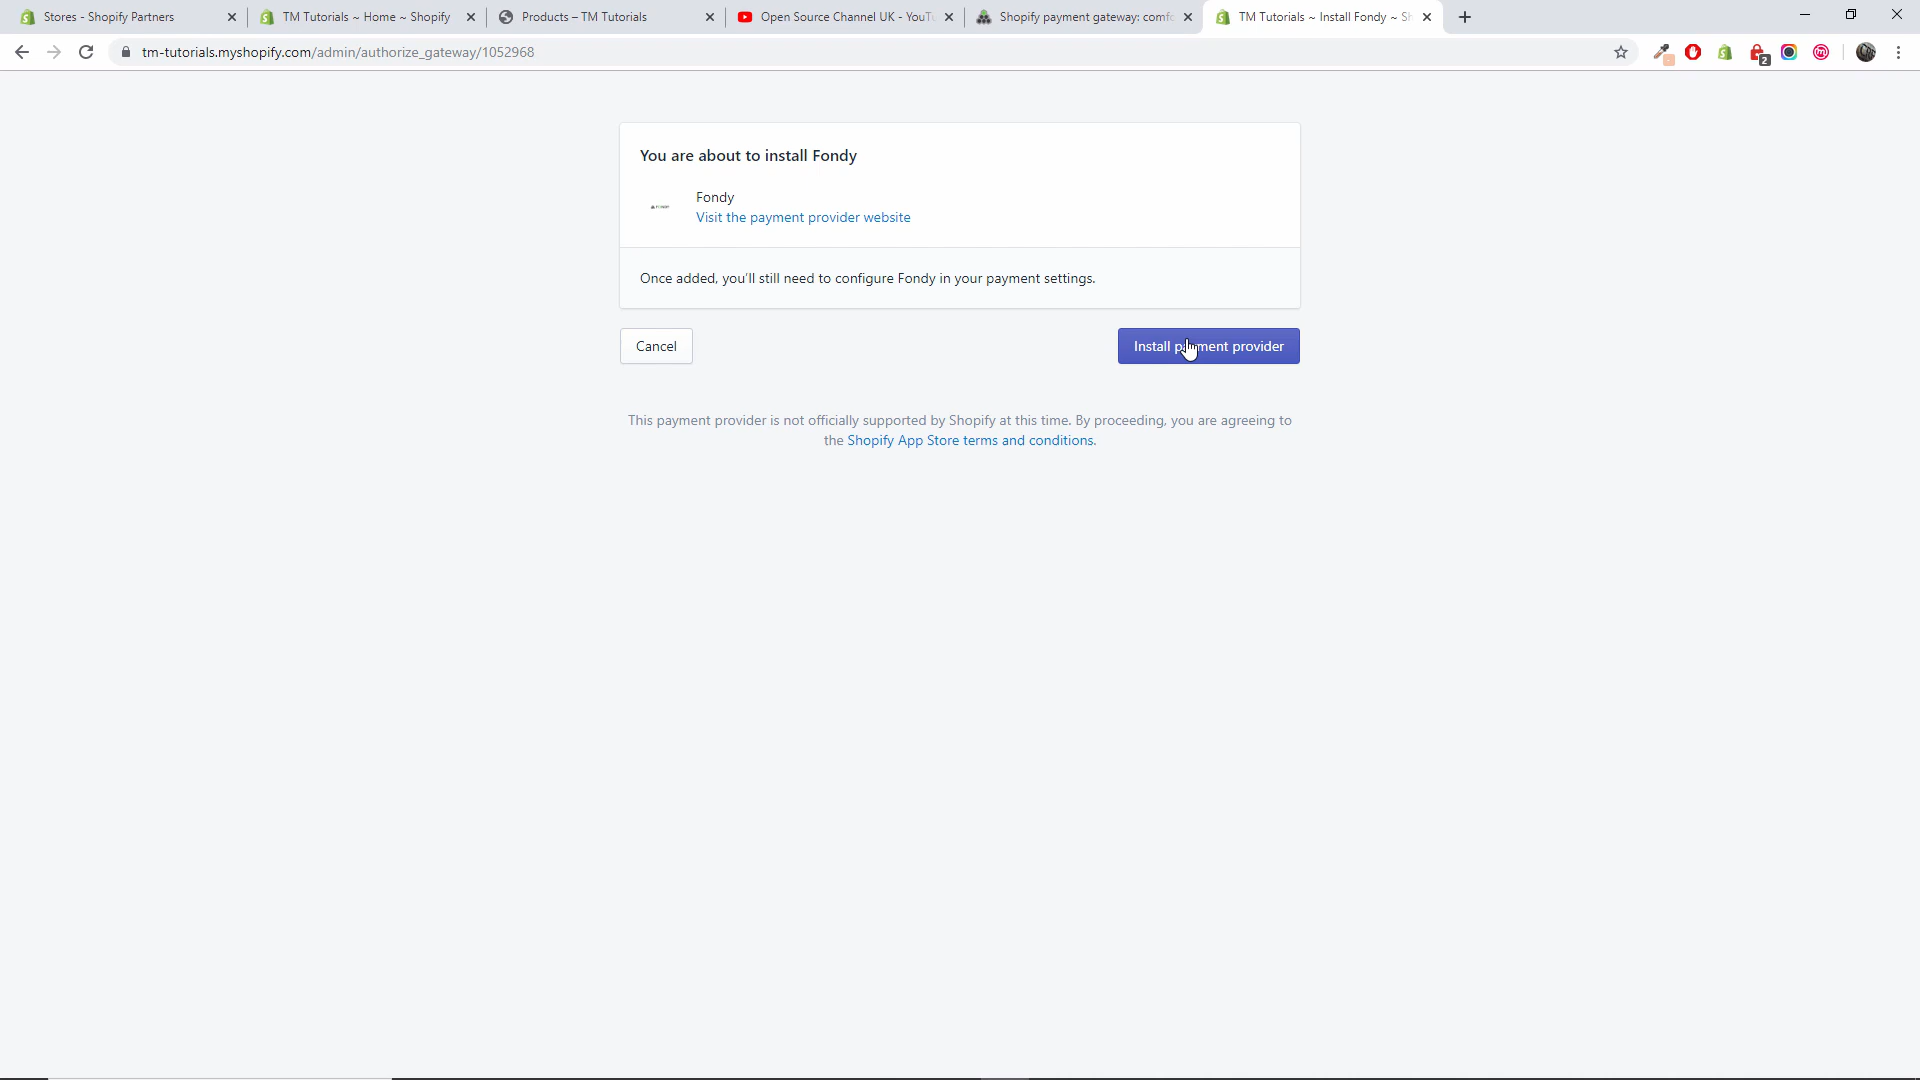 Stores - Shopify Partners
TM Tutorials ~ Home ~ Shopify
Products – TM Tutorials
Open Source Channel UK - YouT
Shopify payment gateway: comfo
TM Tutorials ~ Install Fondy ~ Sh
tm-tutorials.myshopify.com/admin/authorize_gateway/1052968
2
You are about to install Fondy
Fondy
Visit the payment provider website
Once added, you'll still need to configure Fondy in your payment settings.
Cancel
Install payment provider
This payment provider is not officially supported by Shopify at this time. By proceeding, you are agreeing to
the Shopify App Store terms and conditions.